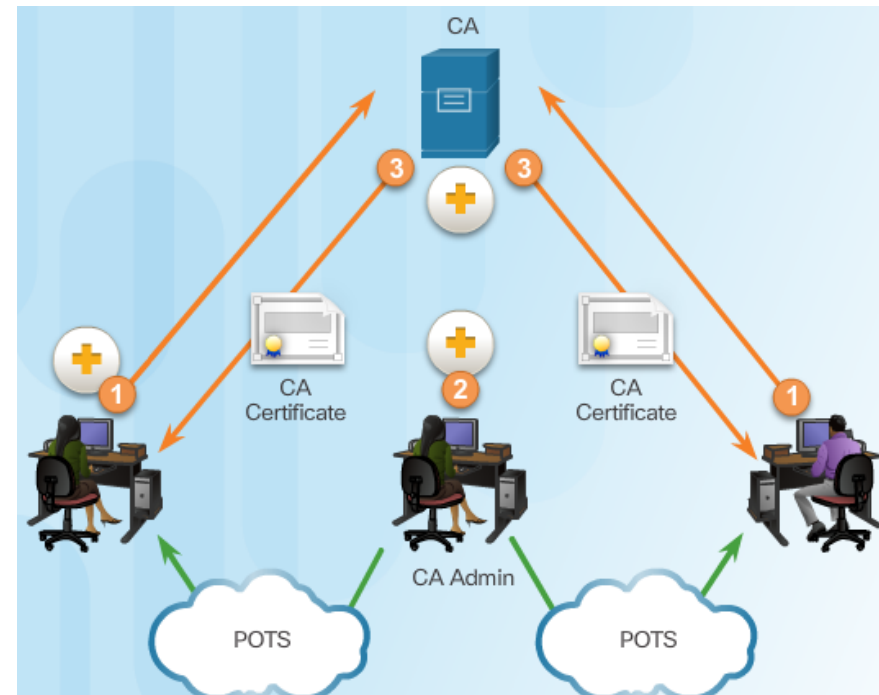 CA
3
3
1
CA
Certificate
2
CA
Certificate
1
CA Admin
POTS
POTS